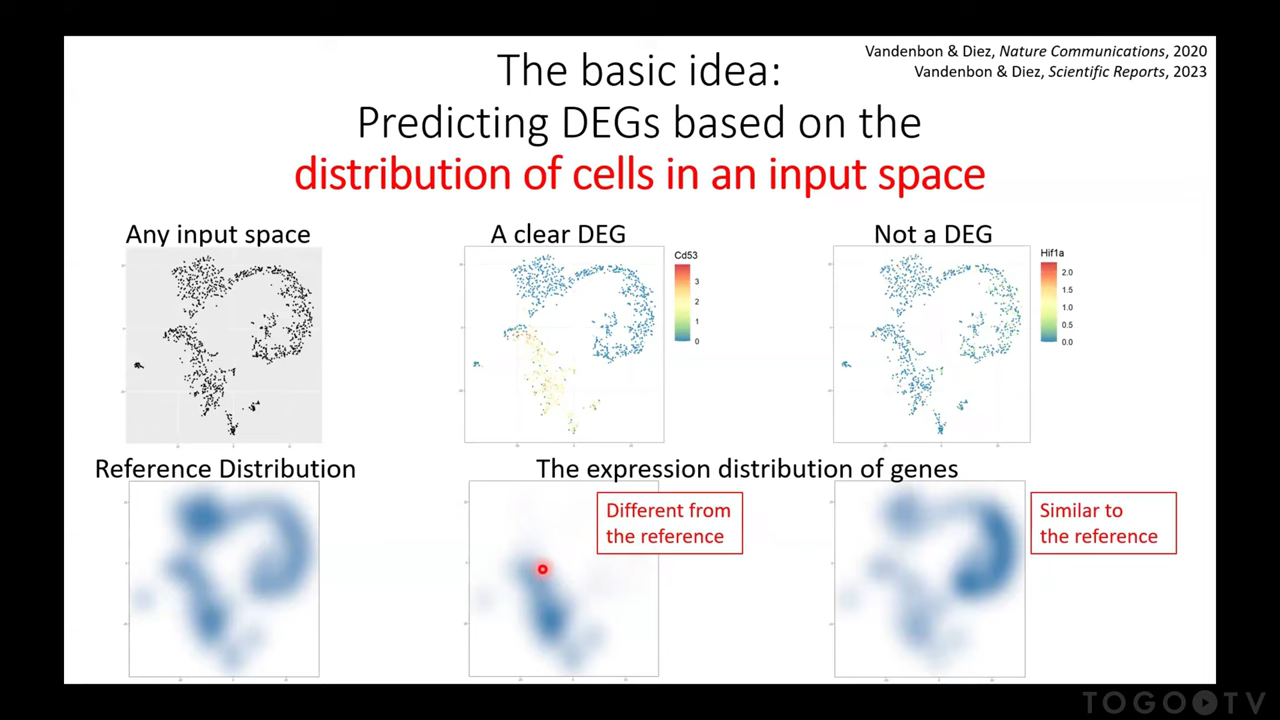 Vandenbon & Diez, Nature Communications, 2020
Vandenbon & Diez, Scientific Reports, 2023
The basic idea:
Predicting DEGs based on the
distribution of cells in an input space
Any input space
A clear DEG
Cd53
3
2
1
0
Not a DEG
Hif1a
2.0
1.5
1.0
0.5
0.0
Reference Distribution
The expression distribution of genes
Different from
the reference
Similar to
the reference
TOGO TV